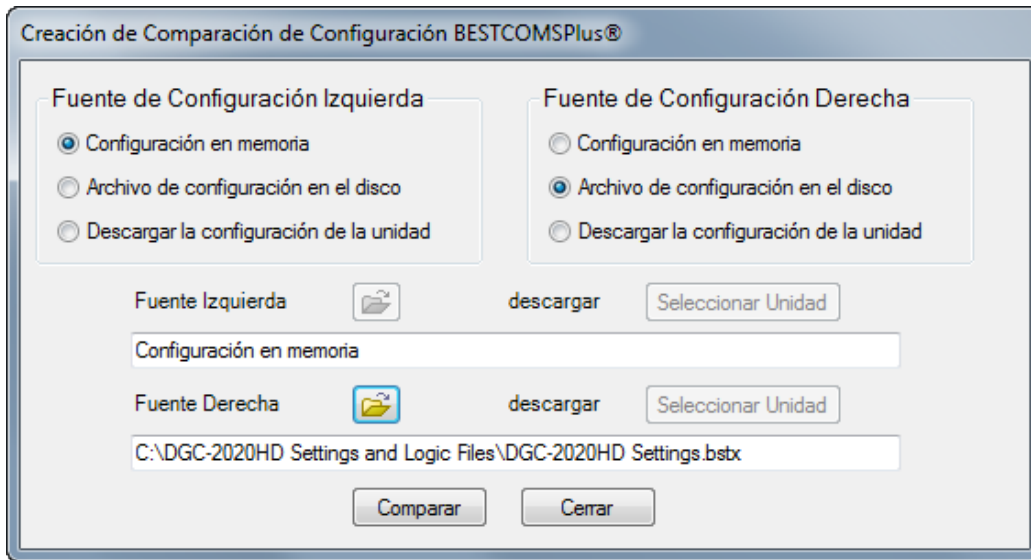 Creación de Comparación de Configuración BESTCOMSPlus®
Fuente de Configuración Izquierda
Configuración en memoria
Archivo de configuración en el disco
Descargar la configuración de la unidad
Fuente de Configuración Derecha
Configuración en memoria
Archivo de configuración en el disco
Descargar la configuración de la unidad
Fuente Izquierda descargar Seleccionar Unidad
Configuración en memoria
Fuente Derecha descargar Seleccionar Unidad
C:\DGC-2020HD Settings and Logic Files\DGC-2020HD Settings.bstx
Comparar Cerrar